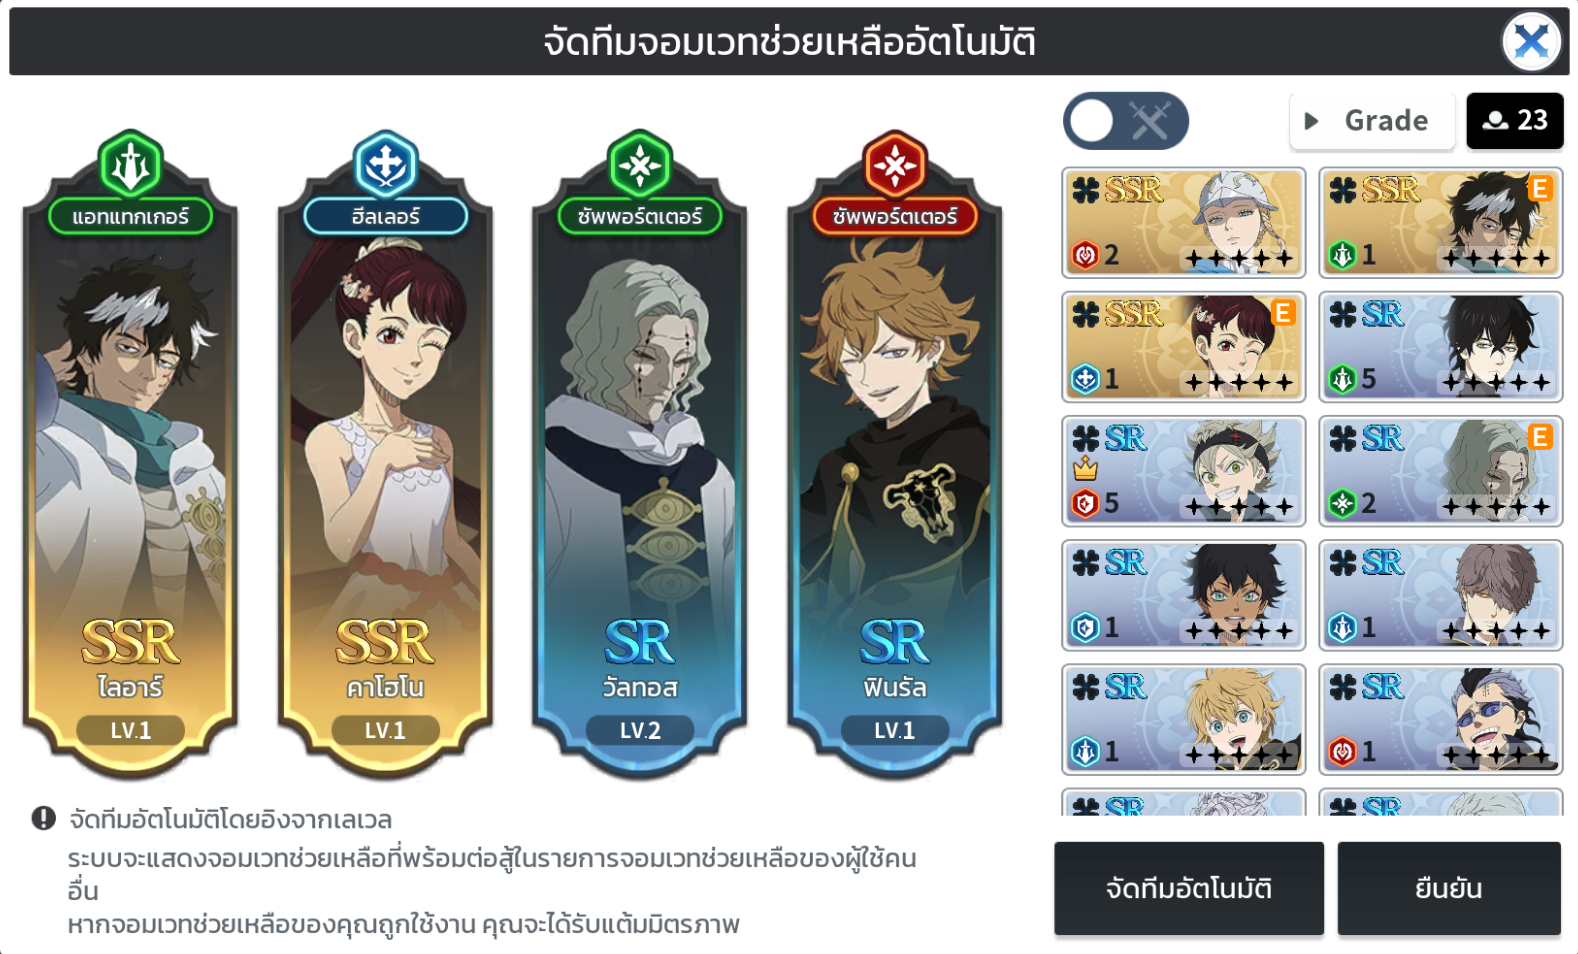 จัดทีมจอมเวทช่วยเหลืออัตโนมัติ
Grade
23
แอทแทกเกอร์
ฮีลเลอร์
ซัพพอร์ตเตอร์
ซัพพอร์ตเตอร์
SSR
ไลอาร์
LV.1
SSR
คาโฮโน
LV.1
SR
วัลทอส
LV.2
SR
ฟินรัล
LV.1
SSR
2
SSR
E
1
SSR
E
1
SR
5
SR
5
SR
E
2
SR
1
SR
1
SR
1
SR
1
SR
SR
จัดทีมอัตโนมัติโดยอิงจากเลเวล
ระบบจะแสดงจอมเวทช่วยเหลือที่พร้อมต่อสู้ในรายการจอมเวทช่วยเหลือของผู้ใช้คน
อื่น
หากจอมเวทช่วยเหลือของคุณถูกใช้งาน คุณจะได้รับแต้มมิตรภาพ
จัดทีมอัตโนมัติ
ยืนยัน